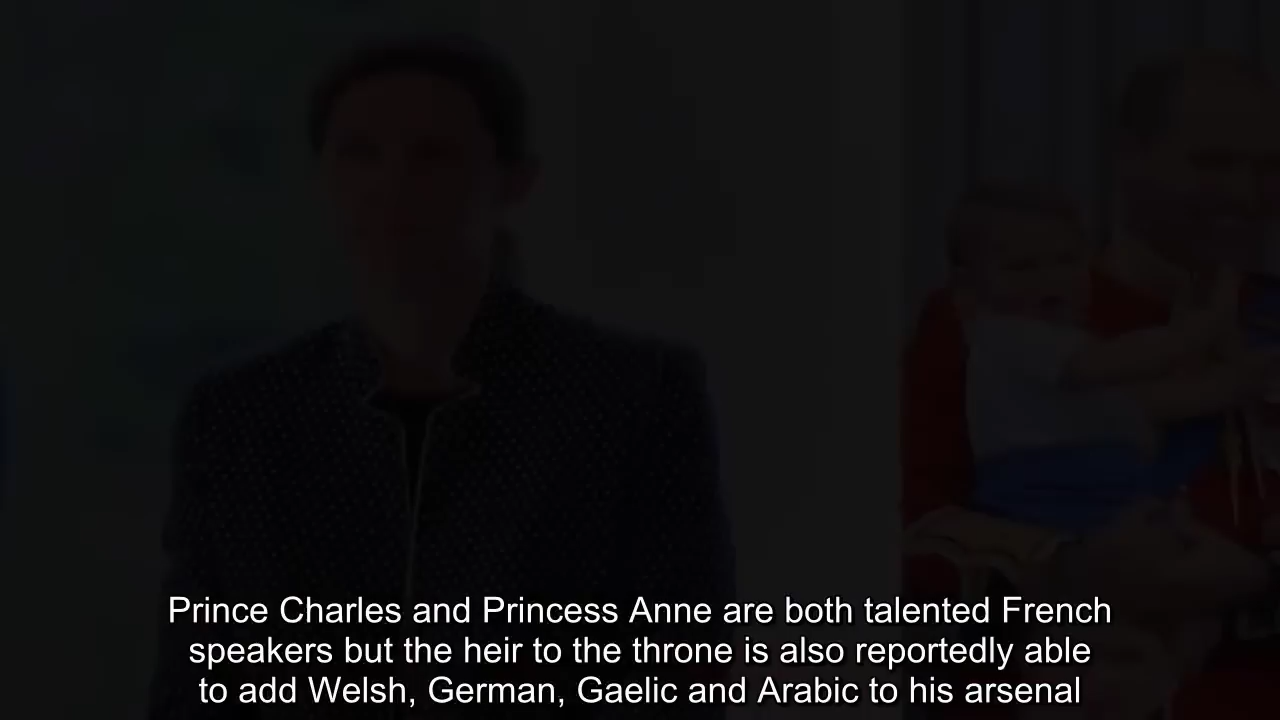 Prince Charles and Princess Anne are both talented French
speakers but the heir to the throne is also reportedly able
to add Welsh, German, Gaelic and Arabic to his arsenal